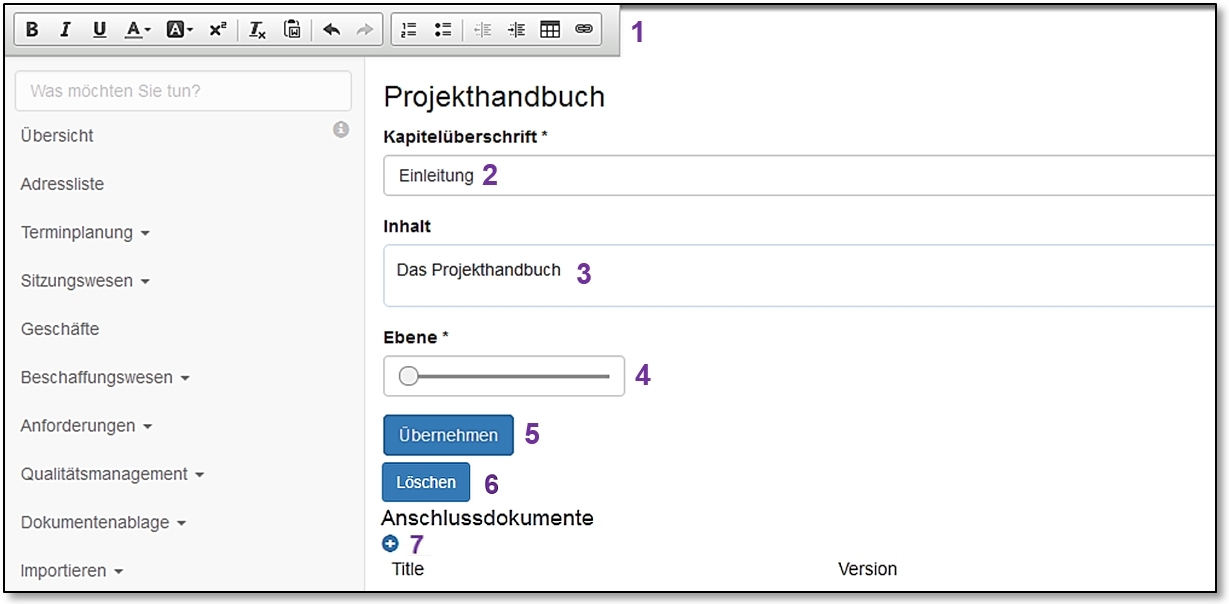 B I U A A x² Tx 1
Was möchten Sie tun?
Übersicht
Adressliste
Terminplanung
Sitzungswesen
Geschäfte
Beschaffungswesen
Anforderungen
Qualitätsmanagement
Dokumentenablage
Importieren
Projekthandbuch
Kapitelüberschrift *
Einleitung 2
Inhalt
Das Projekthandbuch 3
Ebene *
4
Übernehmen 5
Löschen 6
Anschlussdokumente
7
Title Version